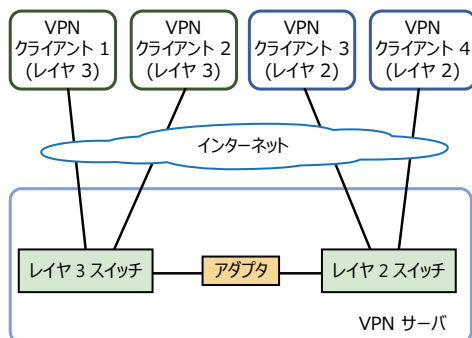 VPN
クライアント 1
(レイヤ 3)
VPN
クライアント 2
(レイヤ 3)
VPN
クライアント 3
(レイヤ 2)
VPN
クライアント 4
(レイヤ 2)
インターネット
レイヤ 3 スイッチ
アダプタ
レイヤ 2 スイッチ
VPN サーバ